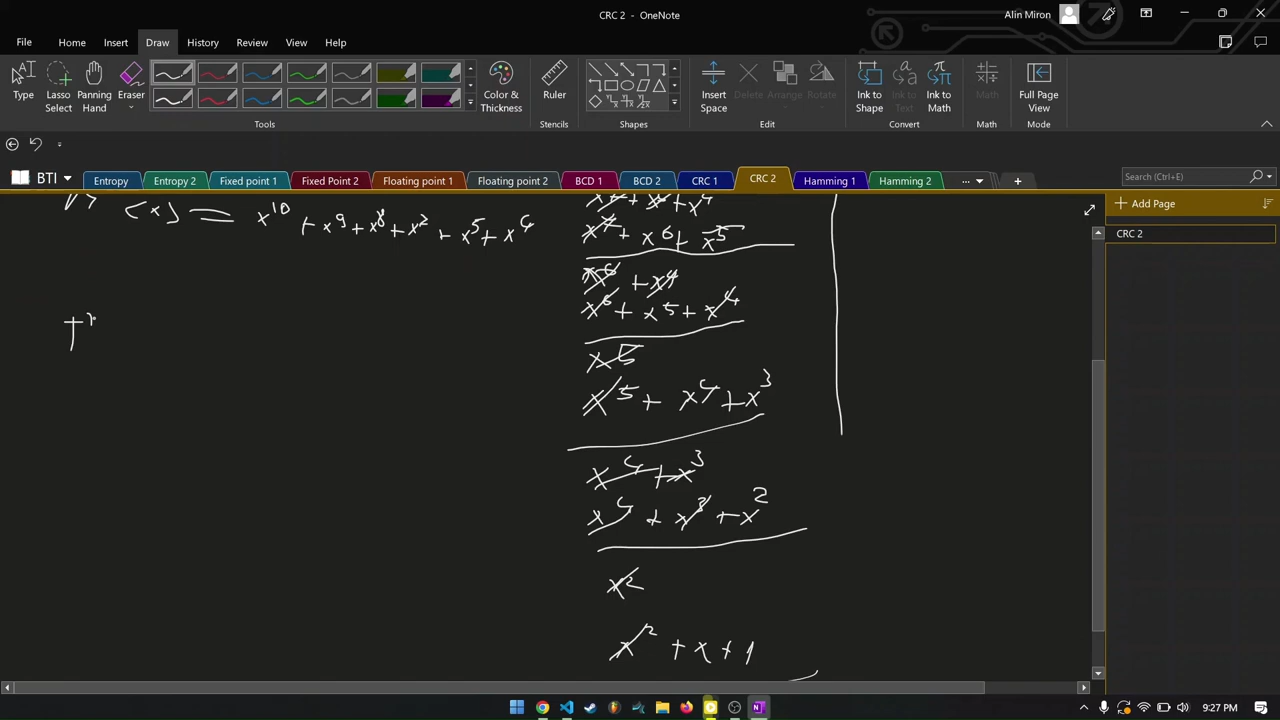 CRC 2 - OneNote
Alin Miron
File Home Insert Draw History Review View Help
Type
Lasso Select
Panning Hand
Eraser
Color & Thickness
Ruler
Insert Space
Delete
Arrange
Rotate
Ink to Shape
Ink to Text
Ink to Math
Math
Full Page View
Tools
Stencils
Shapes
Edit
Convert
Math
Mode
BTI
Entropy
Entropy 2
Fixed point 1
Fixed Point 2
Floating point 1
Floating point 2
BCD 1
BCD 2
CRC 1
CRC 2
Hamming 1
Hamming 2
...
Search (Ctrl+E)
Add Page
CRC 2
(x) = x^10 + x^9 + x^8 + x^2 + x^5 + x^4
x^7 + x^6 + x^5
x^6 + x^4
x^6 + x^5 + x^4
x^5
x^5 + x^4 + x^3
x^4 + x^3
x^4 + x^3 + x^2
x^2
x^2 + x + 1
9:27 PM